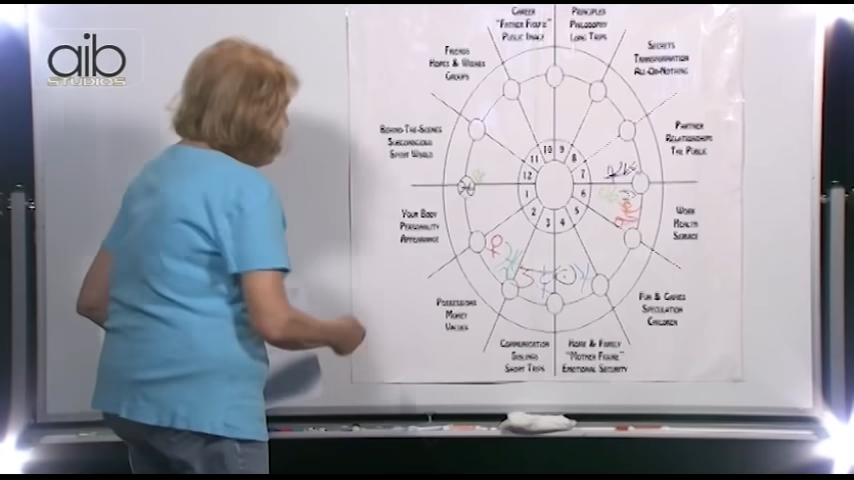 aib
STUDIOS
CAREER
"FATHER FIGURE"
PUBLIC IMAGE
PRINCIPLES
PHILOSOPHY
LONG TRIPS
FRIENDS
HOPES & WISHES
GROUPS
SECRETS
TRANSFORMATION
ALL-OR-NOTHING
BEHIND-THE-SCENES
SUBCONSCIOUS
SPIRIT WORLD
PARTNER
RELATIONSHIPS
THE PUBLIC
10 9
11 8
12 7
1 6
2 5
3 4
YOUR BODY
PERSONALITY
APPEARANCE
WORK
HEALTH
SERVICE
POSSESSIONS
MONEY
VALUES
FUN & GAMES
SPECULATION
CHILDREN
COMMUNICATION
SIBLINGS
SHORT TRIPS
HOME & FAMILY
"MOTHER FIGURE"
EMOTIONAL SECURITY